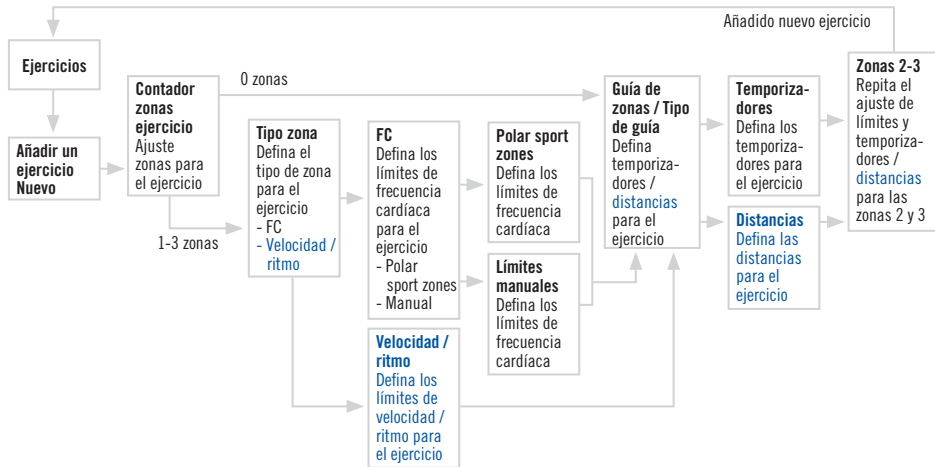 Añadido nuevo ejercicio
Ejercicios
Añadir un
ejercicio
Nuevo
Contador
zonas
ejercicio
Ajuste
zonas para
el ejercicio
0 zonas
1-3 zonas
Tipo zona
Defina el
tipo de zona
para el
ejercicio
- FC
- Velocidad /
ritmo
FC
Defina los
límites de
frecuencia
cardíaca
para el
ejercicio
- Polar
sport zones
- Manual
Velocidad /
ritmo
Defina los
límites de
velocidad /
ritmo para
el ejercicio
Polar sport
zones
Defina los
límites de
frecuencia
cardíaca
Límites
manuales
Defina los
límites de
frecuencia
cardíaca
Guía de
zonas / Tipo
de guía
Defina
temporiza-
dores /
distancias
para el
ejercicio
Temporiza-
dores
Defina los
temporiza-
dores para
el ejercicio
Distancias
Defina las
distancias
para el
ejercicio
Zonas 2-3
Repita el
ajuste de
límites y
temporiza-
dores /
distancias
para las
zonas 2 y 3